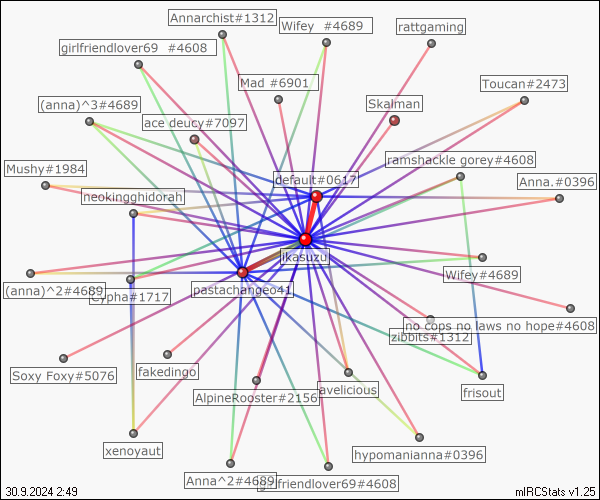 Annarchist#1312
Wifey  #4689
rattgaming
girlfriendlover69  #4608
Mad #6901
Toucan#2473
(anna)^3#4689
Skalman
ace deucy#7097
ramshackle gorey#4608
Mushy#1984
default#0617
Anna.#0396
neokingghidorah
ikasuzu
Wifey#4689
(anna)^2#4689
Cypha#1717
pastachangeo41
no cops no laws no hope#4608
zibbits#1312
Soxy Foxy#5076
fakedingo
avelicious
frisout
AlpineRooster#2156
xenoyaut
hypomanianna#0396
Anna^2#4689
girlfriendlover69#4608
30.9.2024 2:49
mIRCStats v1.25